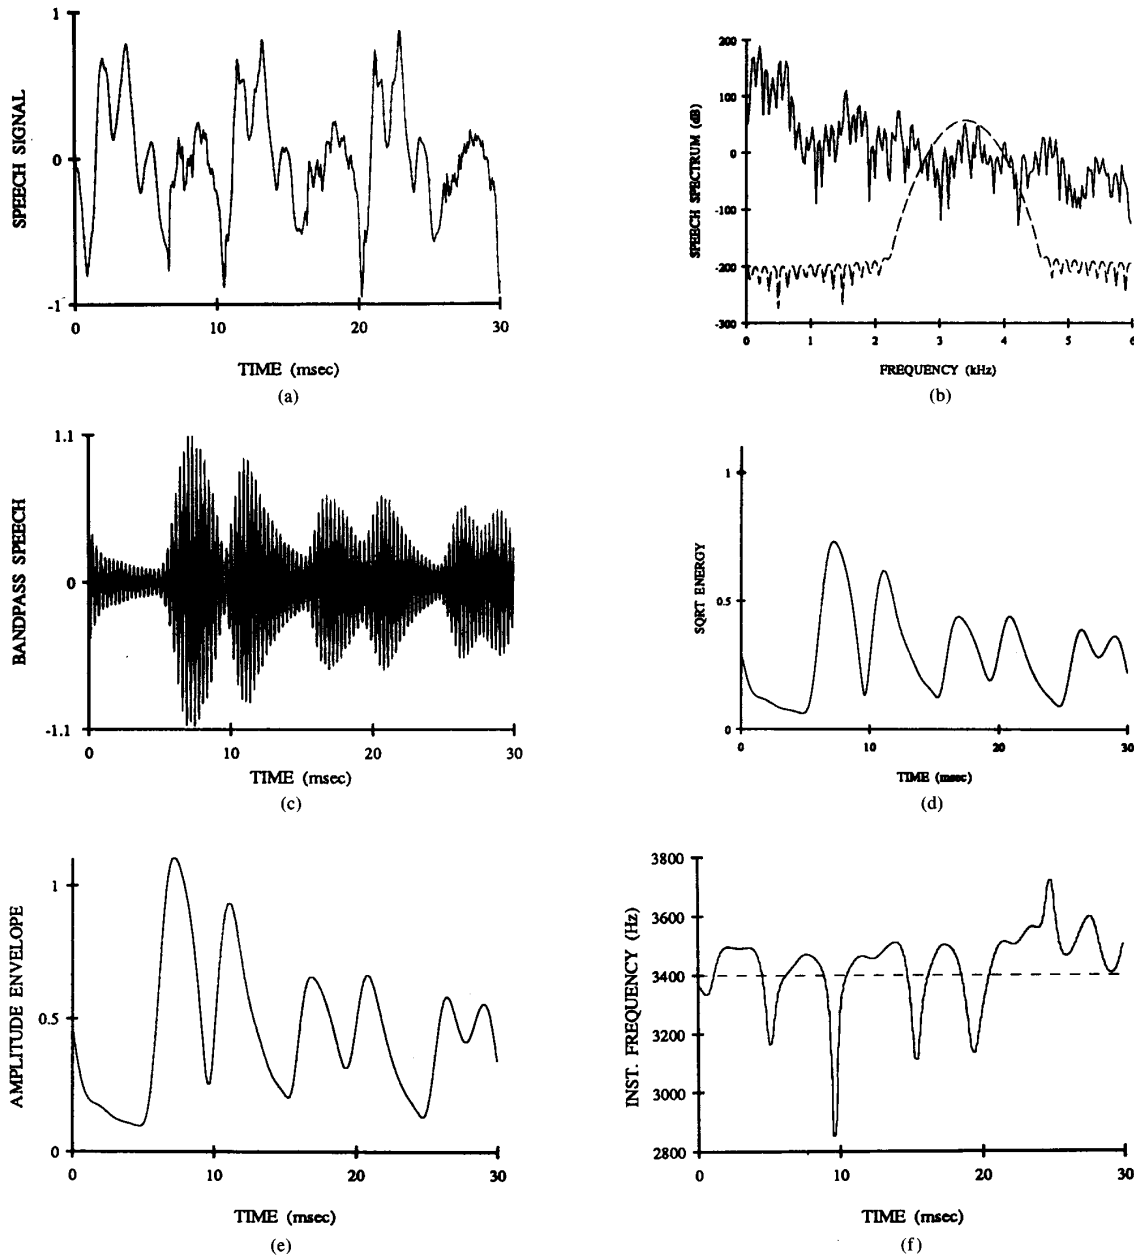 1
SPEECH SIGNAL
0
-1
0
10
20
30
TIME (msec)
(a)
200
100
0
-100
-200
-300
SPEECH SPECTRUM (dB)
0
1
2
3
4
5
6
FREQUENCY (kHz)
(b)
1.1
BANDPASS SPEECH
0
-1.1
0
10
20
30
TIME (msec)
(c)
1
SQRT ENERGY
0.5
0
0
10
20
30
TIME (msec)
(d)
1
AMPLITUDE ENVELOPE
0.5
0
0
10
20
30
TIME (msec)
(e)
3800
3600
3400
3200
3000
2800
INST. FREQUENCY (Hz)
0
10
20
30
TIME (msec)
(f)